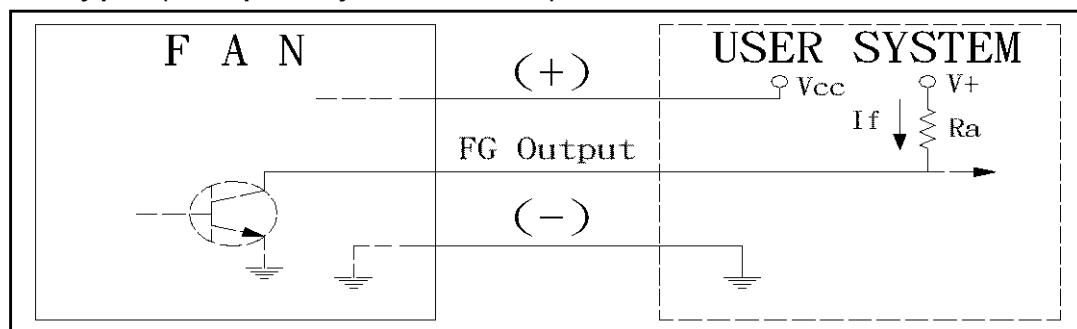 F A N
USER SYSTEM
(+)
Vcc
V+
If
Ra
FG Output
(-)